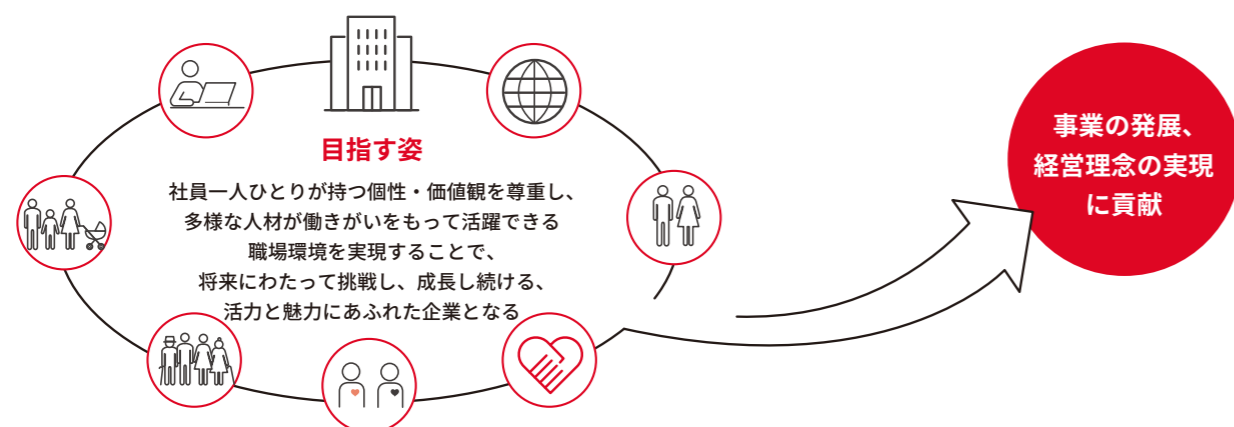 目指す姿
社員一人ひとりが持つ個性・価値観を尊重し、
多様な人材が働きがいをもって活躍できる
職場環境を実現することで、
将来にわたって挑戦し、成長し続ける、
活力と魅力にあふれた企業となる
事業の発展、
経営理念の実現
に貢献